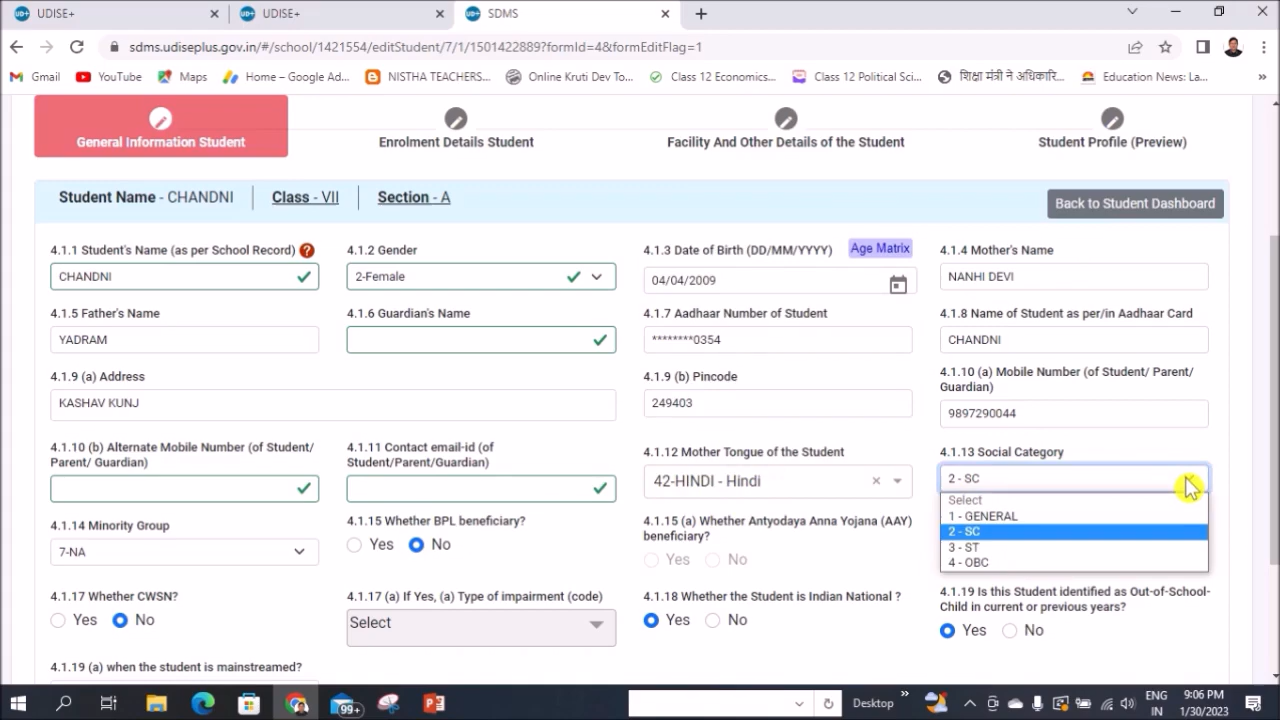 UDISE+
UDISE+
SDMS
sdms.udiseplus.gov.in/#/school/1421554/editStudent/7/1/1501422889?formId=4&formEditFlag=1
Gmail
YouTube
Maps
Home – Google Ad...
NISTHA TEACHERS...
Online Kruti Dev To...
Class 12 Economics...
Class 12 Political Sci...
शिक्षा मंत्री ने अधिकारि...
Education News: La...
General Information Student
Enrolment Details Student
Facility And Other Details of the Student
Student Profile (Preview)
Student Name - CHANDNI
Class - VII
Section - A
Back to Student Dashboard
4.1.1 Student's Name (as per School Record) ?
4.1.2 Gender
4.1.3 Date of Birth (DD/MM/YYYY)
Age Matrix
4.1.4 Mother's Name
CHANDNI
2-Female
04/04/2009
NANHI DEVI
4.1.5 Father's Name
4.1.6 Guardian's Name
4.1.7 Aadhaar Number of Student
4.1.8 Name of Student as per/in Aadhaar Card
YADRAM
********0354
CHANDNI
4.1.9 (a) Address
4.1.9 (b) Pincode
4.1.10 (a) Mobile Number (of Student/ Parent/
Guardian)
KASHAV KUNJ
249403
9897290044
4.1.10 (b) Alternate Mobile Number (of Student/
Parent/ Guardian)
4.1.11 Contact email-id (of
Student/Parent/Guardian)
4.1.12 Mother Tongue of the Student
4.1.13 Social Category
42-HINDI - Hindi
2 - SC
Select
1 - GENERAL
2 - SC
3 - ST
4 - OBC
4.1.14 Minority Group
4.1.15 Whether BPL beneficiary?
4.1.15 (a) Whether Antyodaya Anna Yojana (AAY)
beneficiary?
7-NA
Yes
No
Yes
No
4.1.17 Whether CWSN?
4.1.17 (a) If Yes, (a) Type of impairment (code)
4.1.18 Whether the Student is Indian National ?
4.1.19 Is this Student identified as Out-of-School-
Child in current or previous years?
Yes
No
Select
Yes
No
Yes
No
4.1.19 (a) when the student is mainstreamed?
99+
Desktop
ENG
IN
9:06 PM
1/30/2023